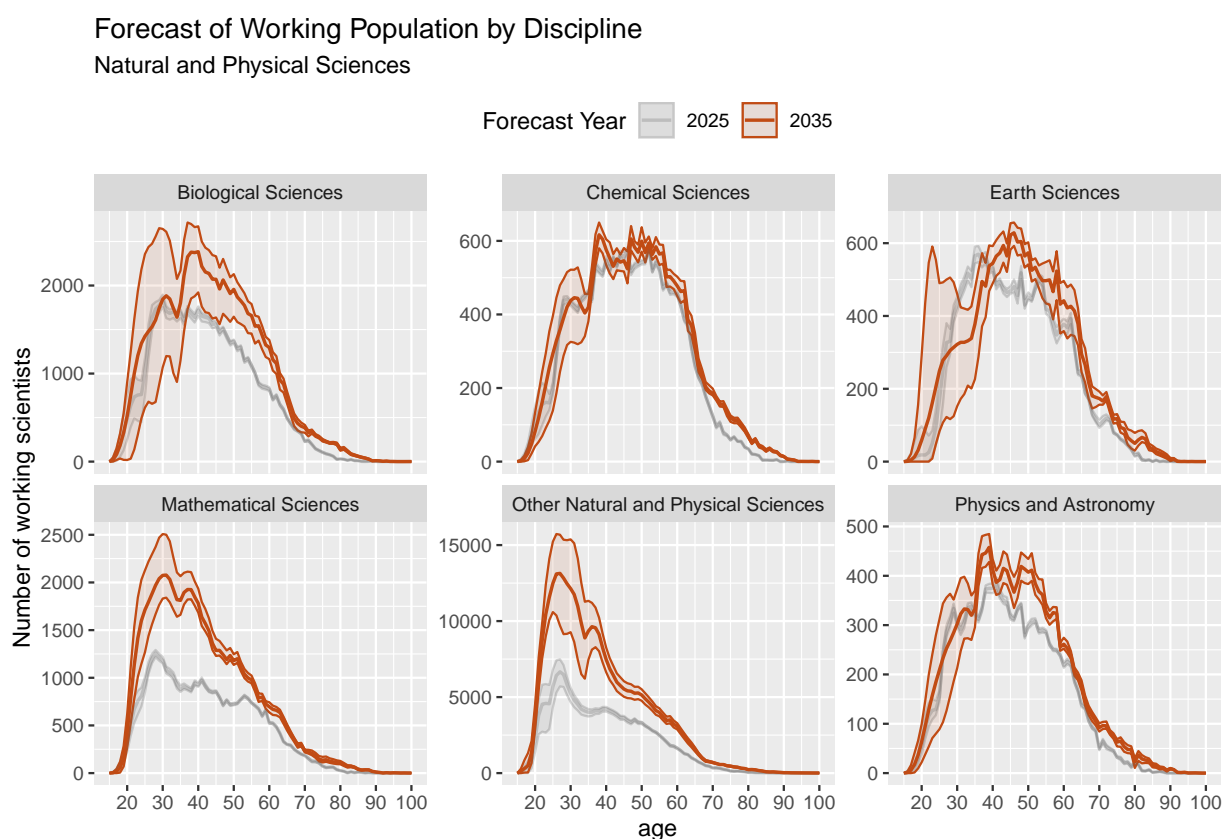 Forecast of Working Population by Discipline
Natural and Physical Sciences
Forecast Year 2025 2035
Number of working scientists
Biological Sciences
2000
1000
0
Chemical Sciences
600
400
200
0
Earth Sciences
600
400
200
0
Mathematical Sciences
2500
2000
1500
1000
500
0
20 30 40 50 60 70 80 90 100
Other Natural and Physical Sciences
15000
10000
5000
0
20 30 40 50 60 70 80 90 100
Physics and Astronomy
500
400
300
200
100
0
20 30 40 50 60 70 80 90 100
age